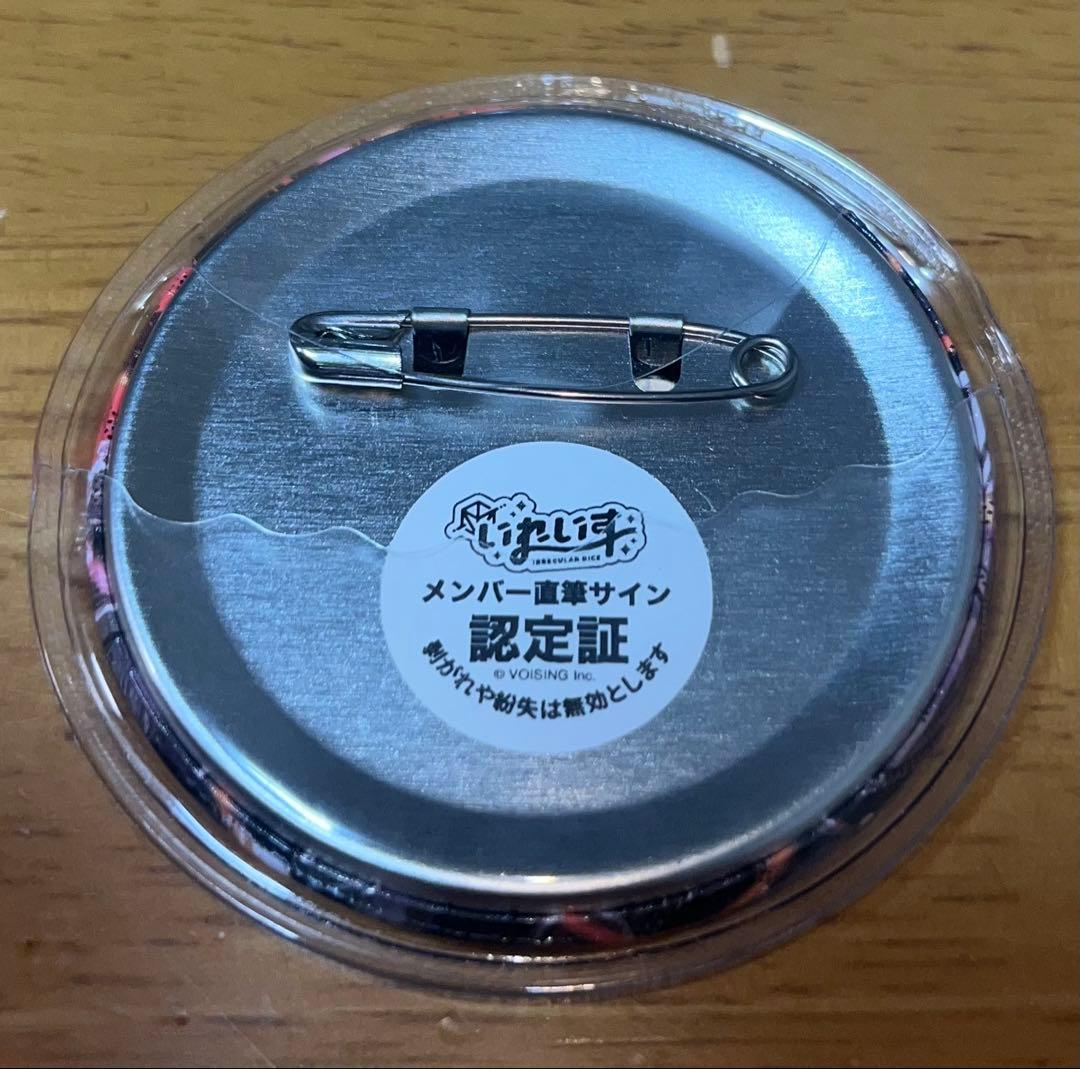 いれいす
IRREGULAR DICE
メンバー直筆サイン
認定証
© VOISING Inc.
剥がれや紛失は無効とします